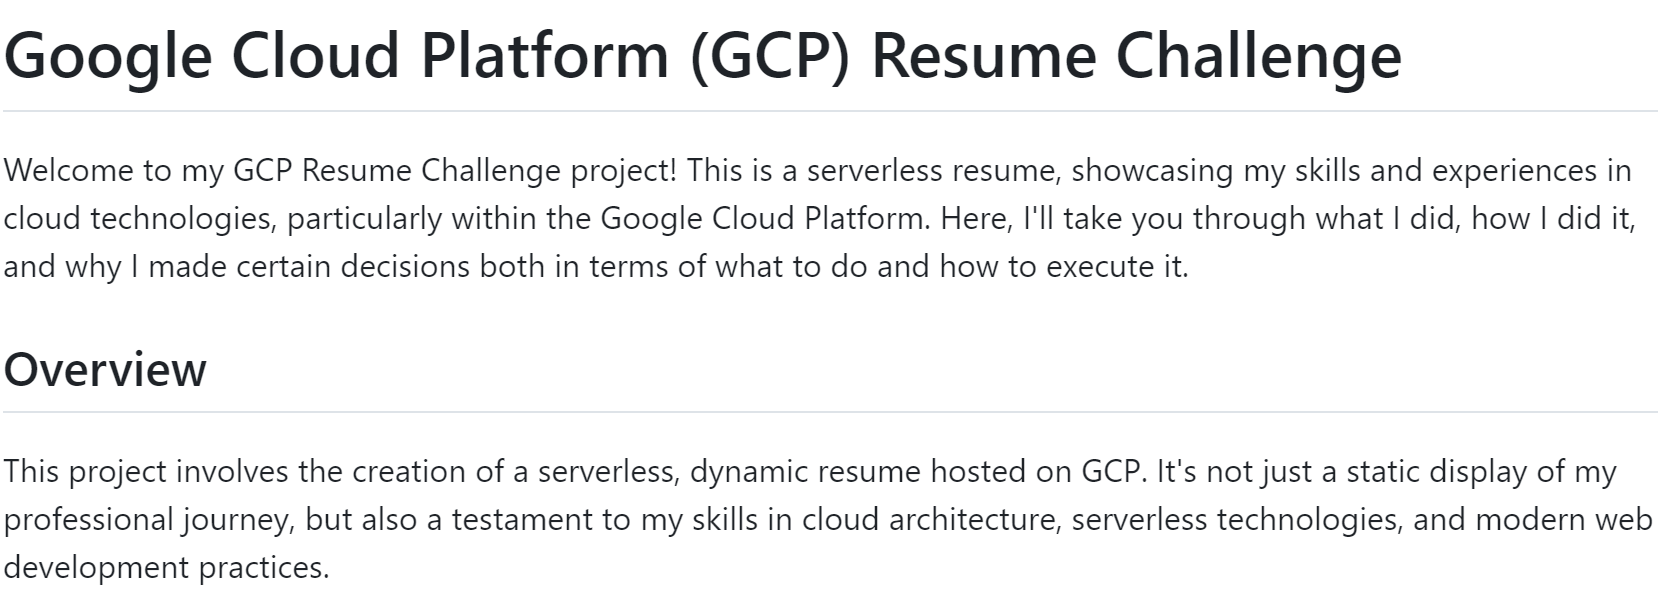 Google Cloud Platform (GCP) Resume Challenge
Welcome to my GCP Resume Challenge project! This is a serverless resume, showcasing my skills and experiences in
cloud technologies, particularly within the Google Cloud Platform. Here, I'll take you through what I did, how I did it,
and why I made certain decisions both in terms of what to do and how to execute it.
Overview
This project involves the creation of a serverless, dynamic resume hosted on GCP. It's not just a static display of my
professional journey, but also a testament to my skills in cloud architecture, serverless technologies, and modern web
development practices.